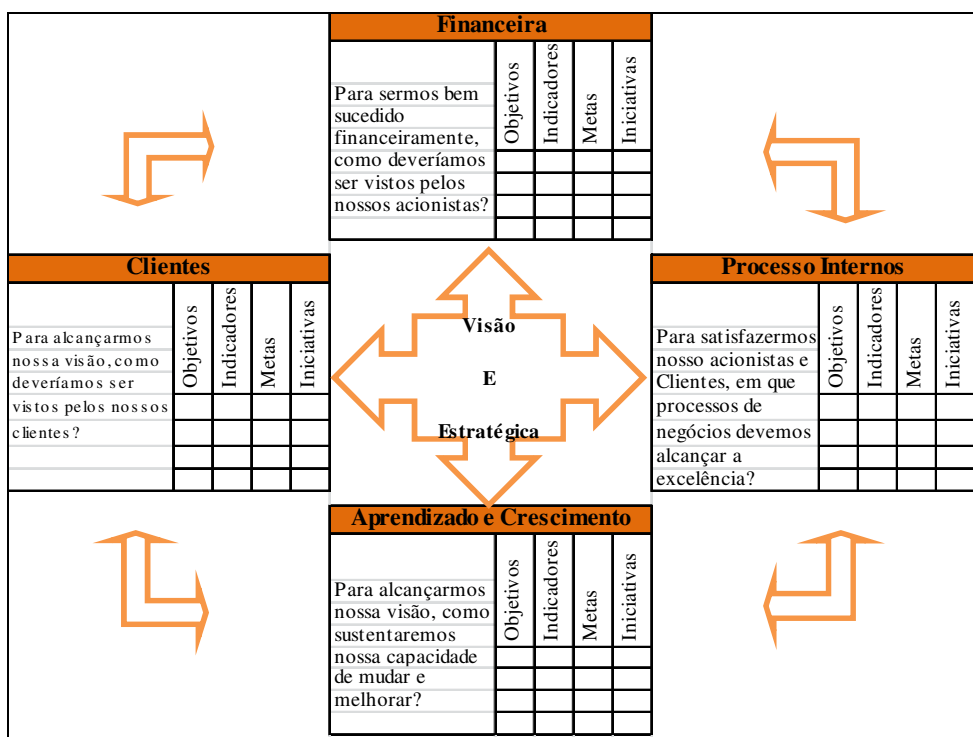 Financeira
Para sermos bem
sucedido
financeiramente,
como deveríamos
ser vistos pelos
nossos acionistas?
Objetivos
Indicadores
Metas
Iniciativas
Clientes
Para alcançarmos
nossa visão, como
deveríamos ser
vistos pelos nossos
clientes?
Objetivos
Indicadores
Metas
Iniciativas
Visão
E
Estratégica
Processo Internos
Para satisfazermos
nosso acionistas e
Clientes, em que
processos de
negócios devemos
alcançar a
excelência?
Objetivos
Indicadores
Metas
Iniciativas
Aprendizado e Crescimento
Para alcançarmos
nossa visão, como
sustentaremos
nossa capacidade
de mudar e
melhorar?
Objetivos
Indicadores
Metas
Iniciativas